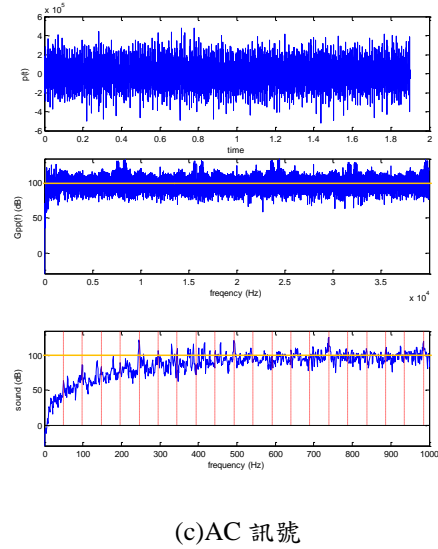 x 10⁵
6
4
2
0
-2
-4
-6
p(t)
0 0.2 0.4 0.6 0.8 1 1.2 1.4 1.6 1.8 2
time
100
50
0
Gpp(f) (dB)
0 0.5 1 1.5 2 2.5 3 3.5 4
freqency (Hz)
x 10⁴
100
50
0
sound (dB)
0 100 200 300 400 500 600 700 800 900 1000
frequency (Hz)
(c)AC 訊號